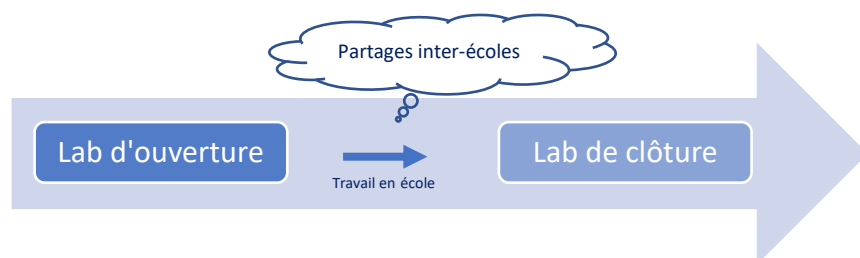 Partages inter-écoles
Lab d'ouverture
Travail en école
Lab de clôture